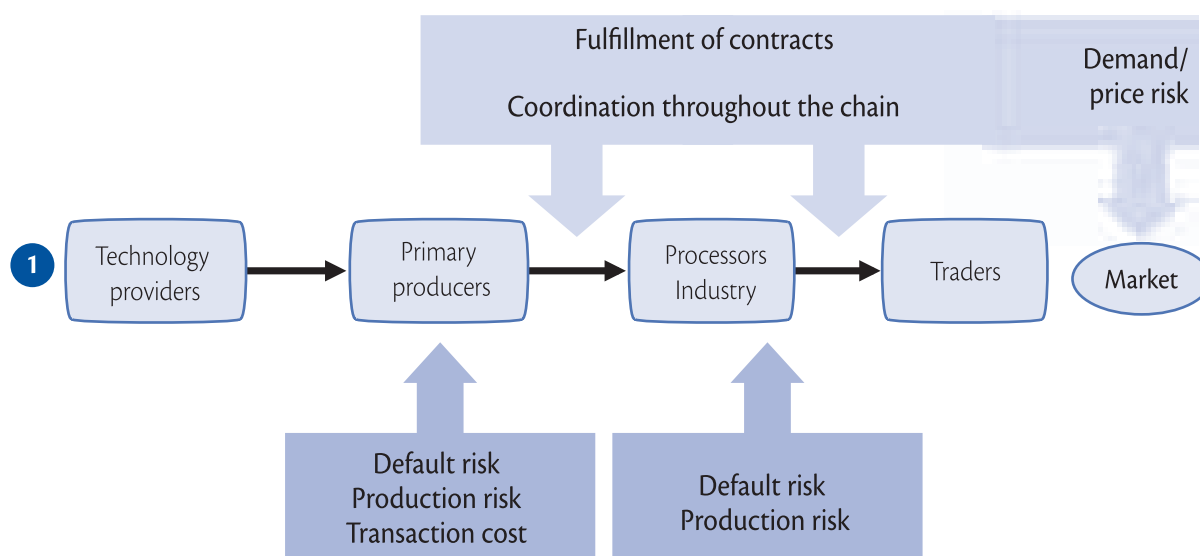 Fulfillment of contracts
Coordination throughout the chain
Demand/
price risk
1
Technology
providers
Primary
producers
Processors
Industry
Traders
Market
Default risk
Production risk
Transaction cost
Default risk
Production risk